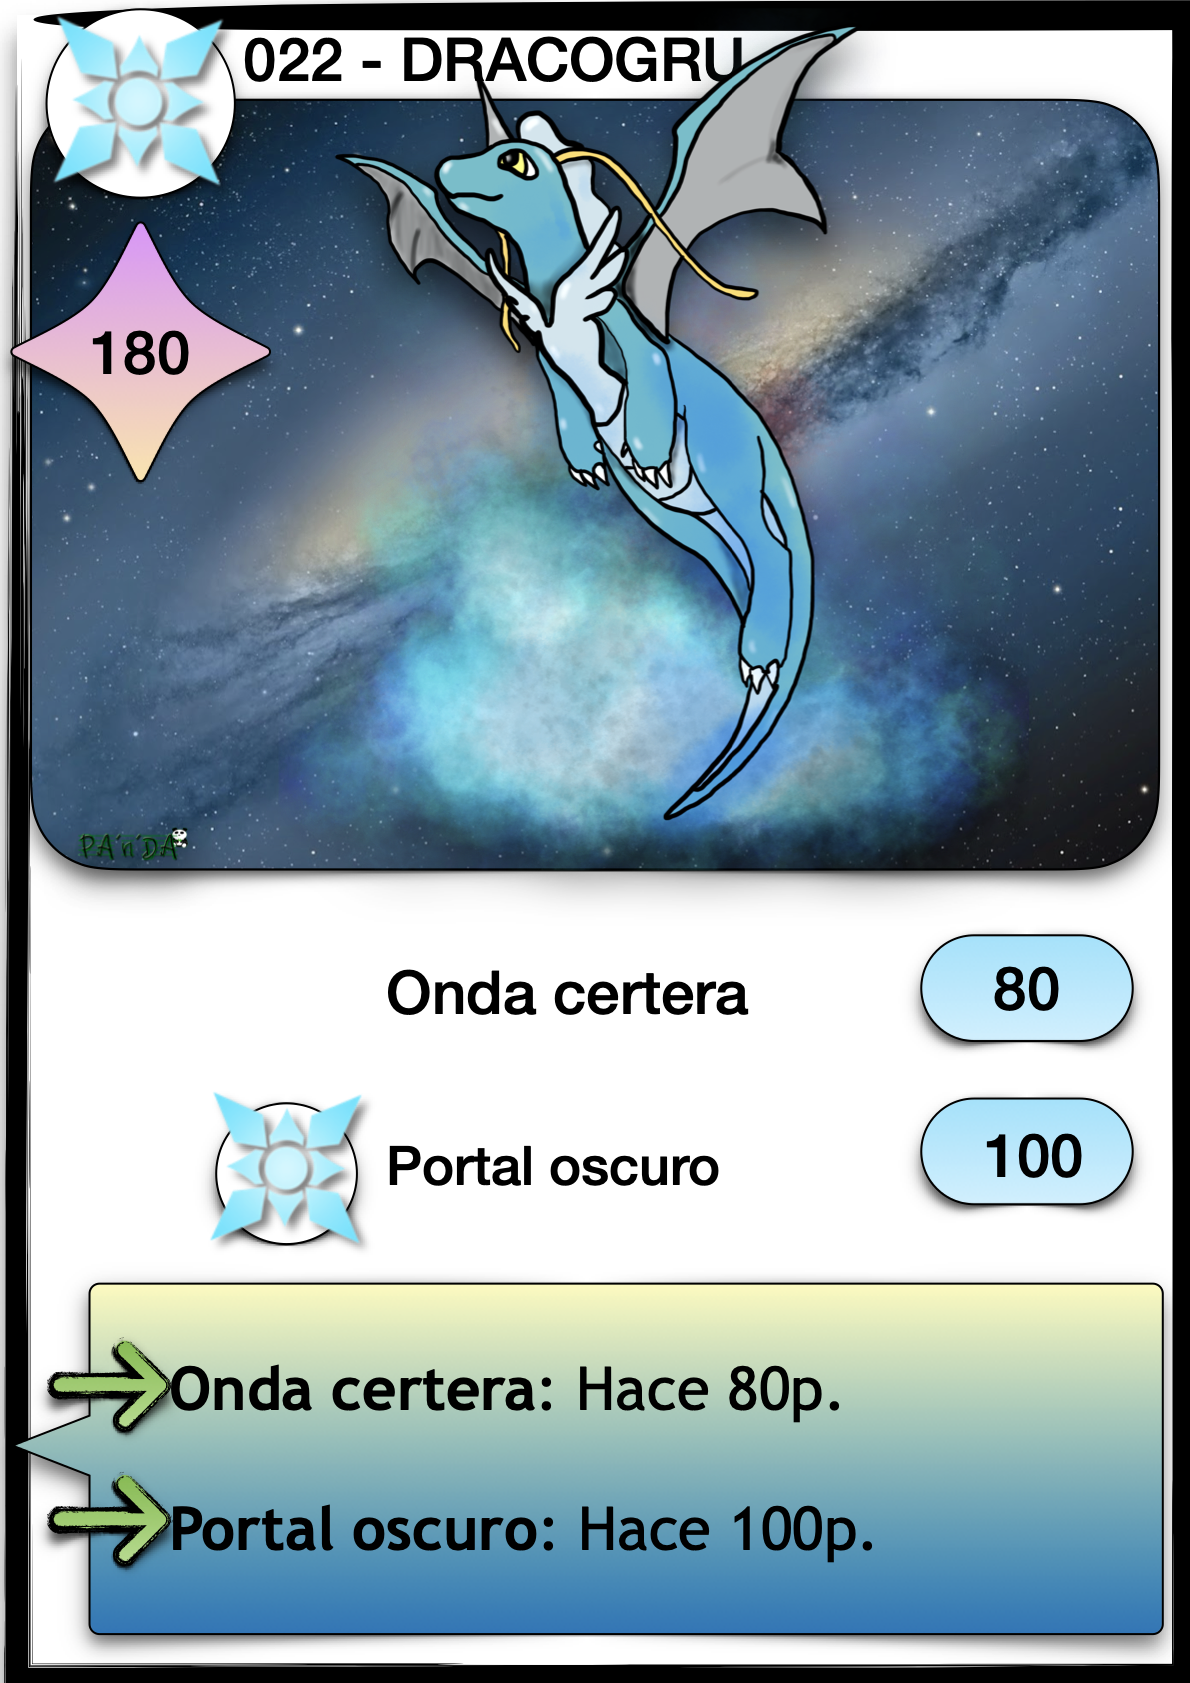 022 - DRACOGRU
180
PA'n'DA
Onda certera
80
Portal oscuro
100
Onda certera: Hace 80p.
Portal oscuro: Hace 100p.